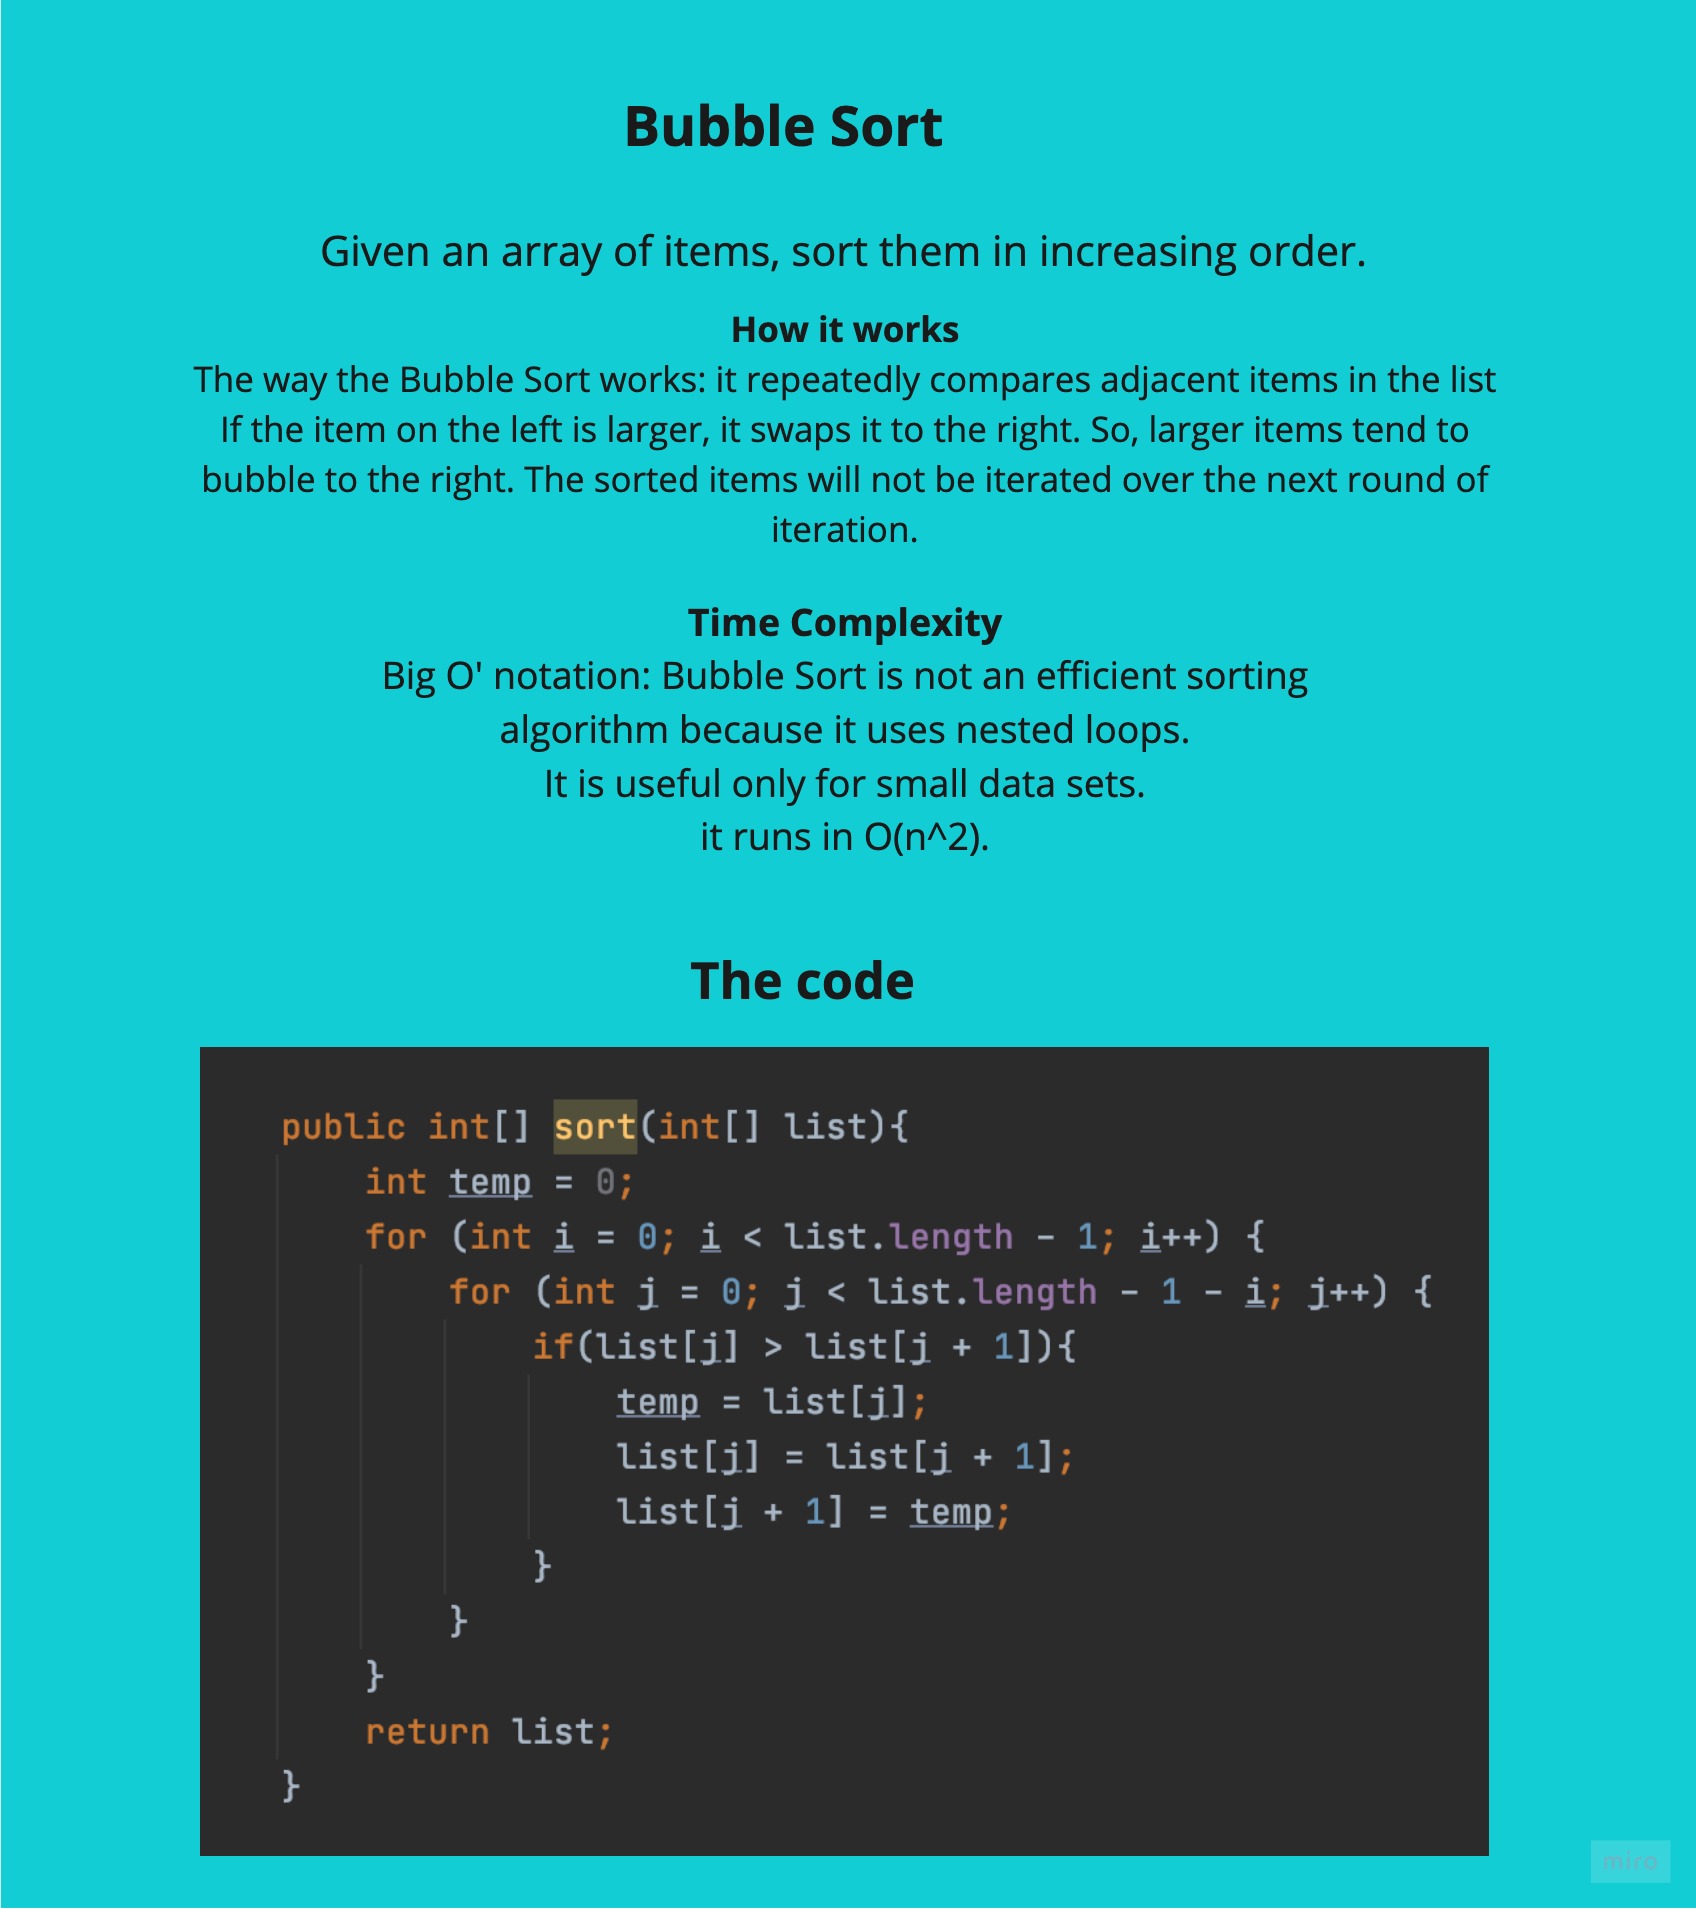 Bubble Sort
Given an array of items, sort them in increasing order.
How it works
The way the Bubble Sort works: it repeatedly compares adjacent items in the list
If the item on the left is larger, it swaps it to the right. So, larger items tend to
bubble to the right. The sorted items will not be iterated over the next round of
iteration.
Time Complexity
Big O' notation: Bubble Sort is not an efficient sorting
algorithm because it uses nested loops.
It is useful only for small data sets.
it runs in O(n^2).
The code
public int[] sort(int[] list){
    int temp = 0;
    for (int i = 0; i < list.length - 1; i++) {
        for (int j = 0; j < list.length - 1 - i; j++) {
            if(list[j] > list[j + 1]){
                temp = list[j];
                list[j] = list[j + 1];
                list[j + 1] = temp;
            }
        }
    }
    return list;
}
miro